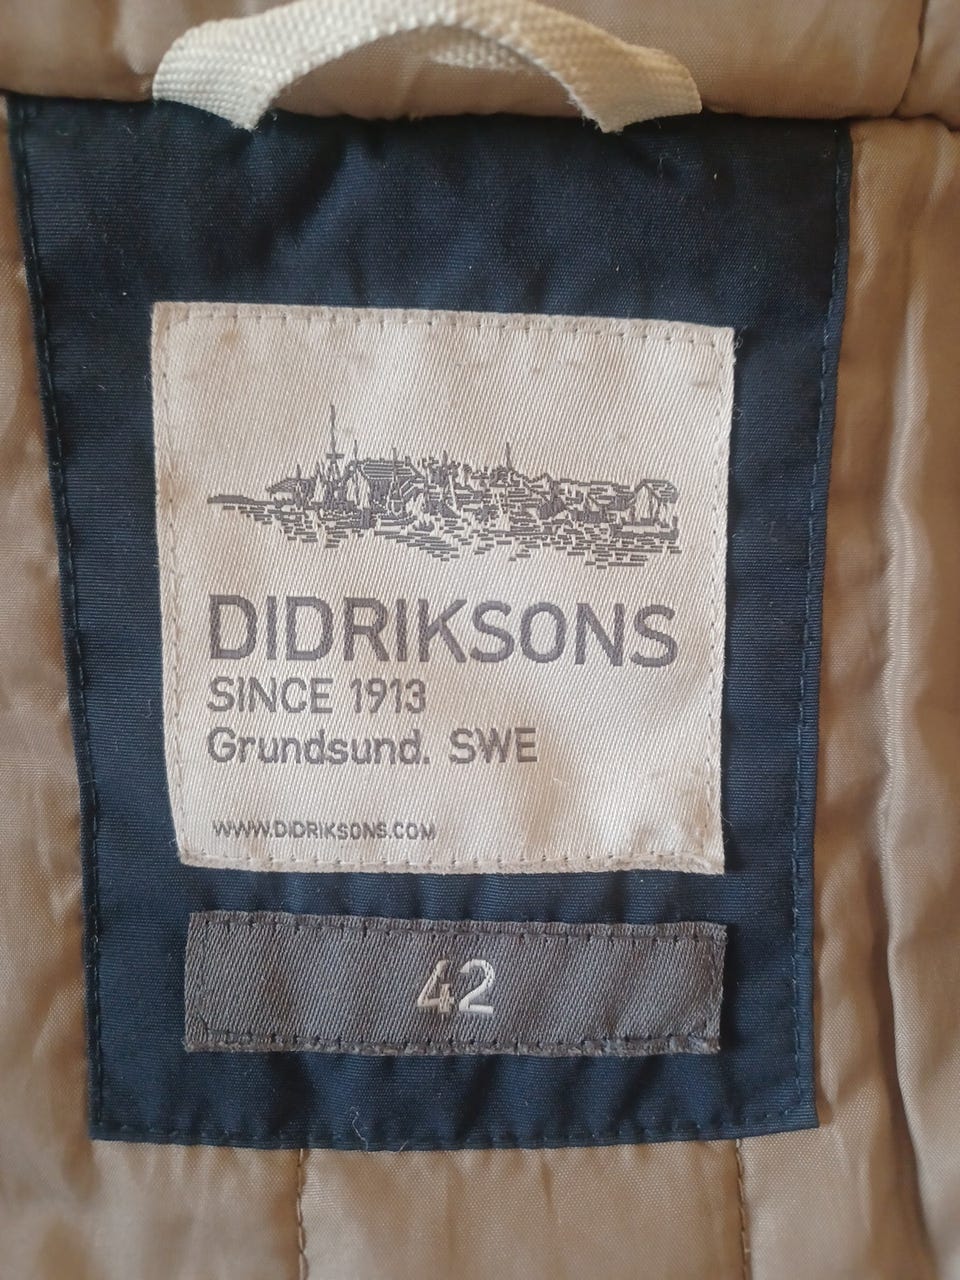 DIDRIKSONS
SINCE 1913
Grundsund. SWE
WWW.DIDRIKSONS.COM
42